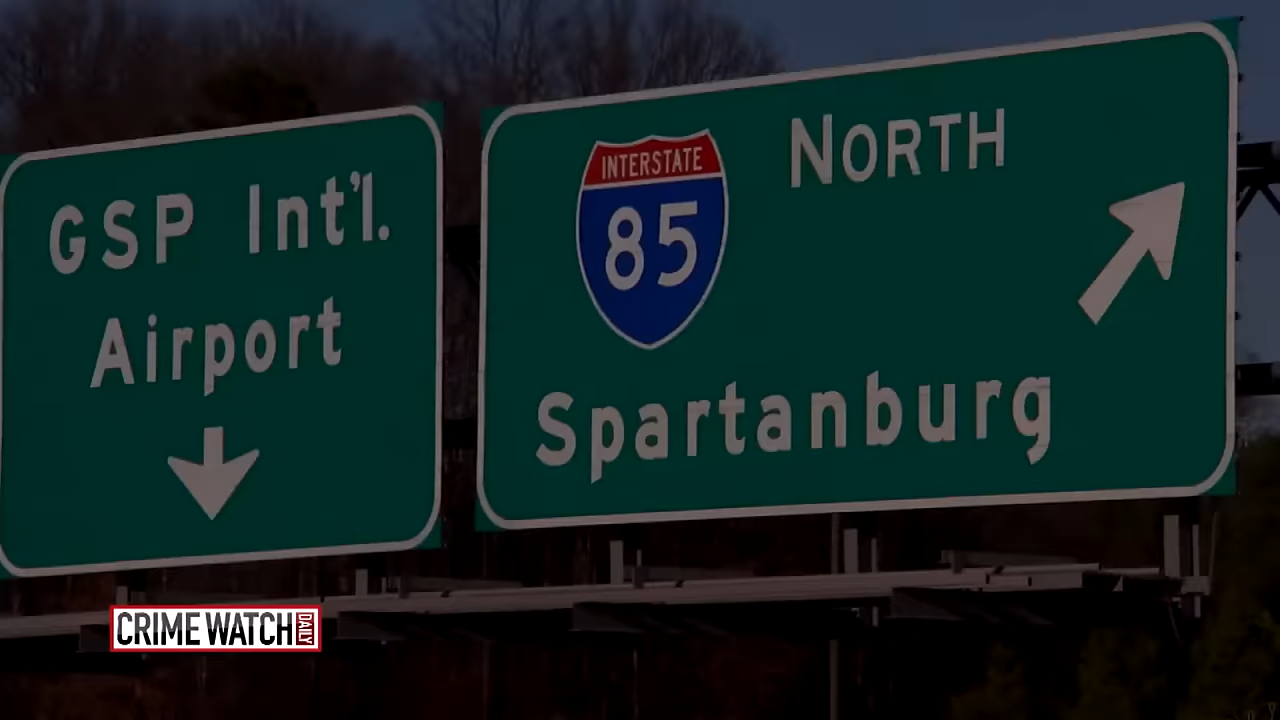 GSP Int'l.
Airport
INTERSTATE
85
NORTH
Spartanburg
CRIME WATCH DAILY